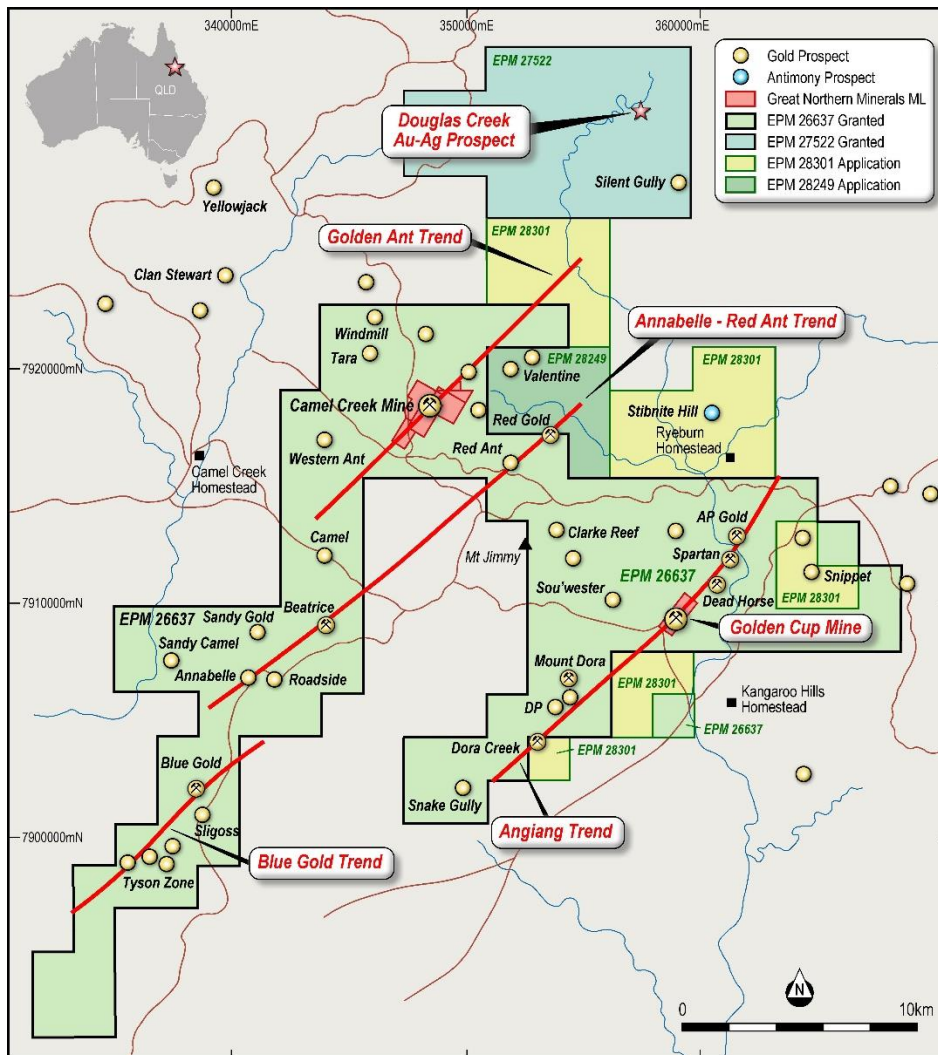 340000mE
350000mE
360000mE
QLD
Gold Prospect
Antimony Prospect
Great Northern Minerals ML
EPM 26637 Granted
EPM 27522 Granted
EPM 28301 Application
EPM 28249 Application
EPM 27522
Douglas Creek
Au-Ag Prospect
Silent Gully
Yellowjack
EPM 28301
Golden Ant Trend
Clan Stewart
Annabelle - Red Ant Trend
Windmill
Tara
EPM 28249
Valentine
EPM 28301
7920000mN
Camel Creek Mine
Red Gold
Stibnite Hill
Ryeburn
Homestead
Western Ant
Red Ant
Camel Creek
Homestead
AP Gold
Camel
Clarke Reef
Mt Jimmy
Spartan
Sou'wester
EPM 26637
Snippet
Dead Horse
EPM 28301
7910000mN
EPM 26637
Sandy Gold
Beatrice
Golden Cup Mine
Sandy Camel
Annabelle
Roadside
Mount Dora
EPM 28301
DP
Kangaroo Hills
Homestead
EPM 26637
Dora Creek
EPM 28301
Blue Gold
Snake Gully
Sligoss
Angiang Trend
7900000mN
Blue Gold Trend
Tyson Zone
N
0
10km